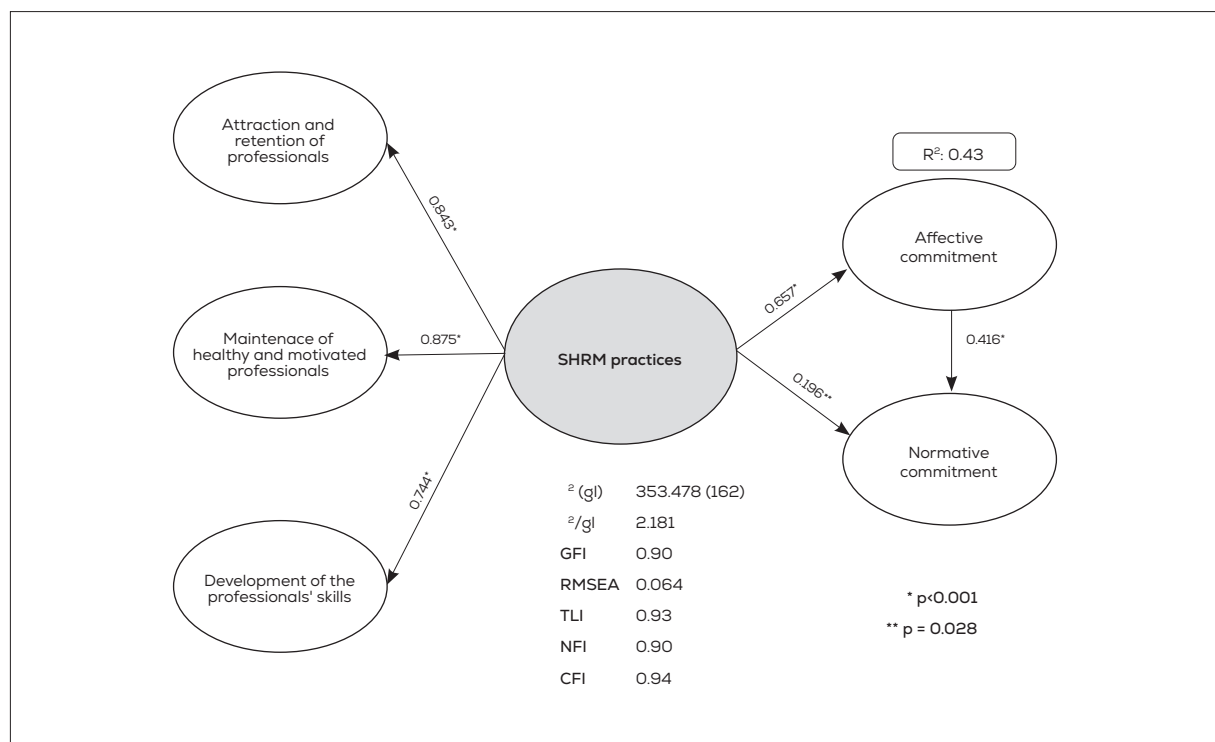 Attraction and
retention of
professionals
0.843*
Maintenace of
healthy and motivated
professionals
0.875*
Development of the
professionals' skills
0.744*
SHRM practices
0.657*
0.196**
R²: 0.43
Affective
commitment
0.416*
Normative
commitment
² (gl) 353.478 (162)
²/gl 2.181
GFI 0.90
RMSEA 0.064
TLI 0.93
NFI 0.90
CFI 0.94
* p<0.001
** p = 0.028